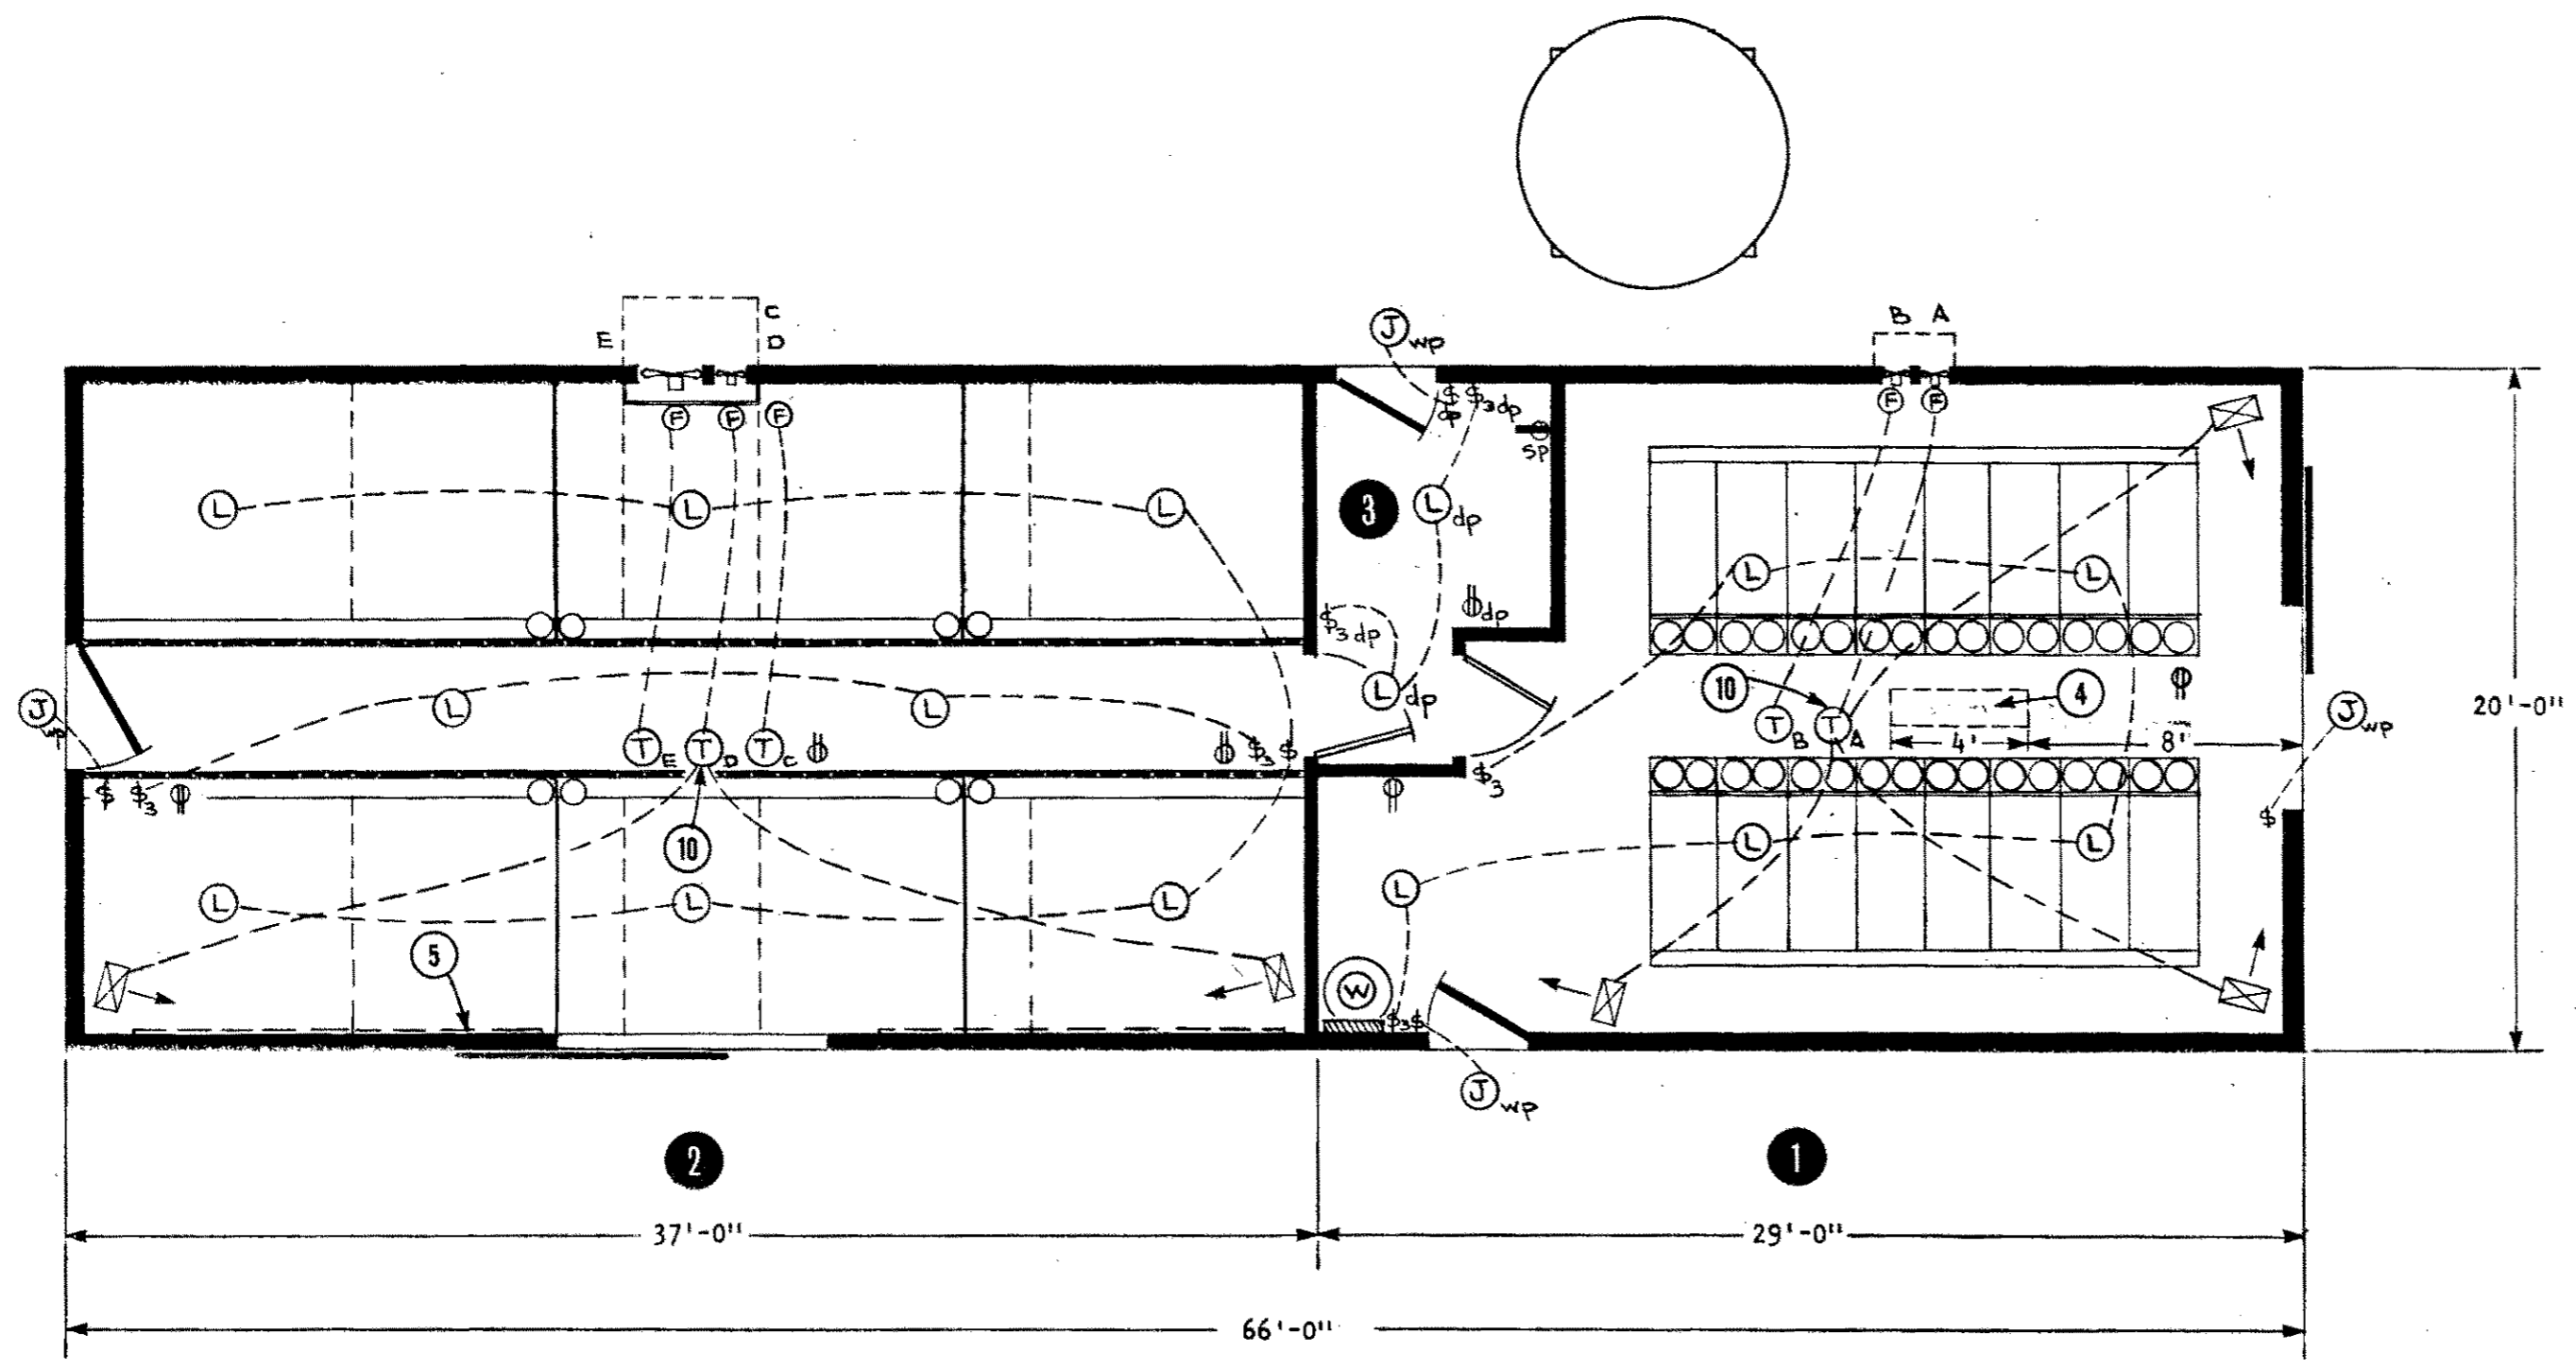 B A
C
E D
J wp
F F F F F
$ dp $3 dp
SP
L L L 3 L dp
L L
dp
$3 dp
10 4
L dp
J wp L L T B T A J wp
20'-0"
T E T D T C $3 $ 4' 8'
$ $3 $3
$
10 L L
L L L L
5
W
$3 $
J wp
2 1
37'-0" 29'-0"
66'-0"